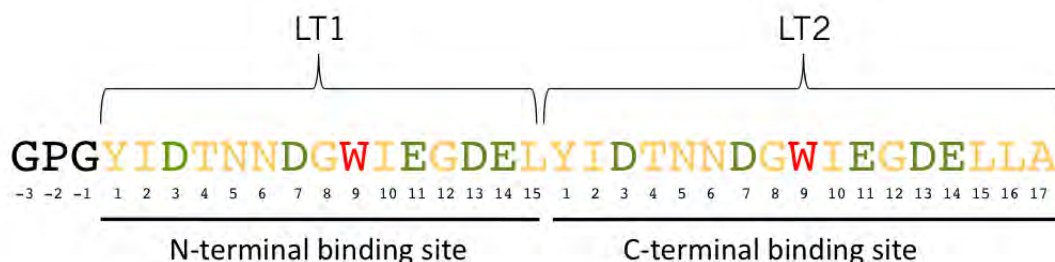 LT1 LT2
GPGYIDTNNDGWIEGDELYIDTNNDGWIEGDELLA
-3 -2 -1 1 2 3 4 5 6 7 8 9 10 11 12 13 14 15 1 2 3 4 5 6 7 8 9 10 11 12 13 14 15 16 17
N-terminal binding site C-terminal binding site